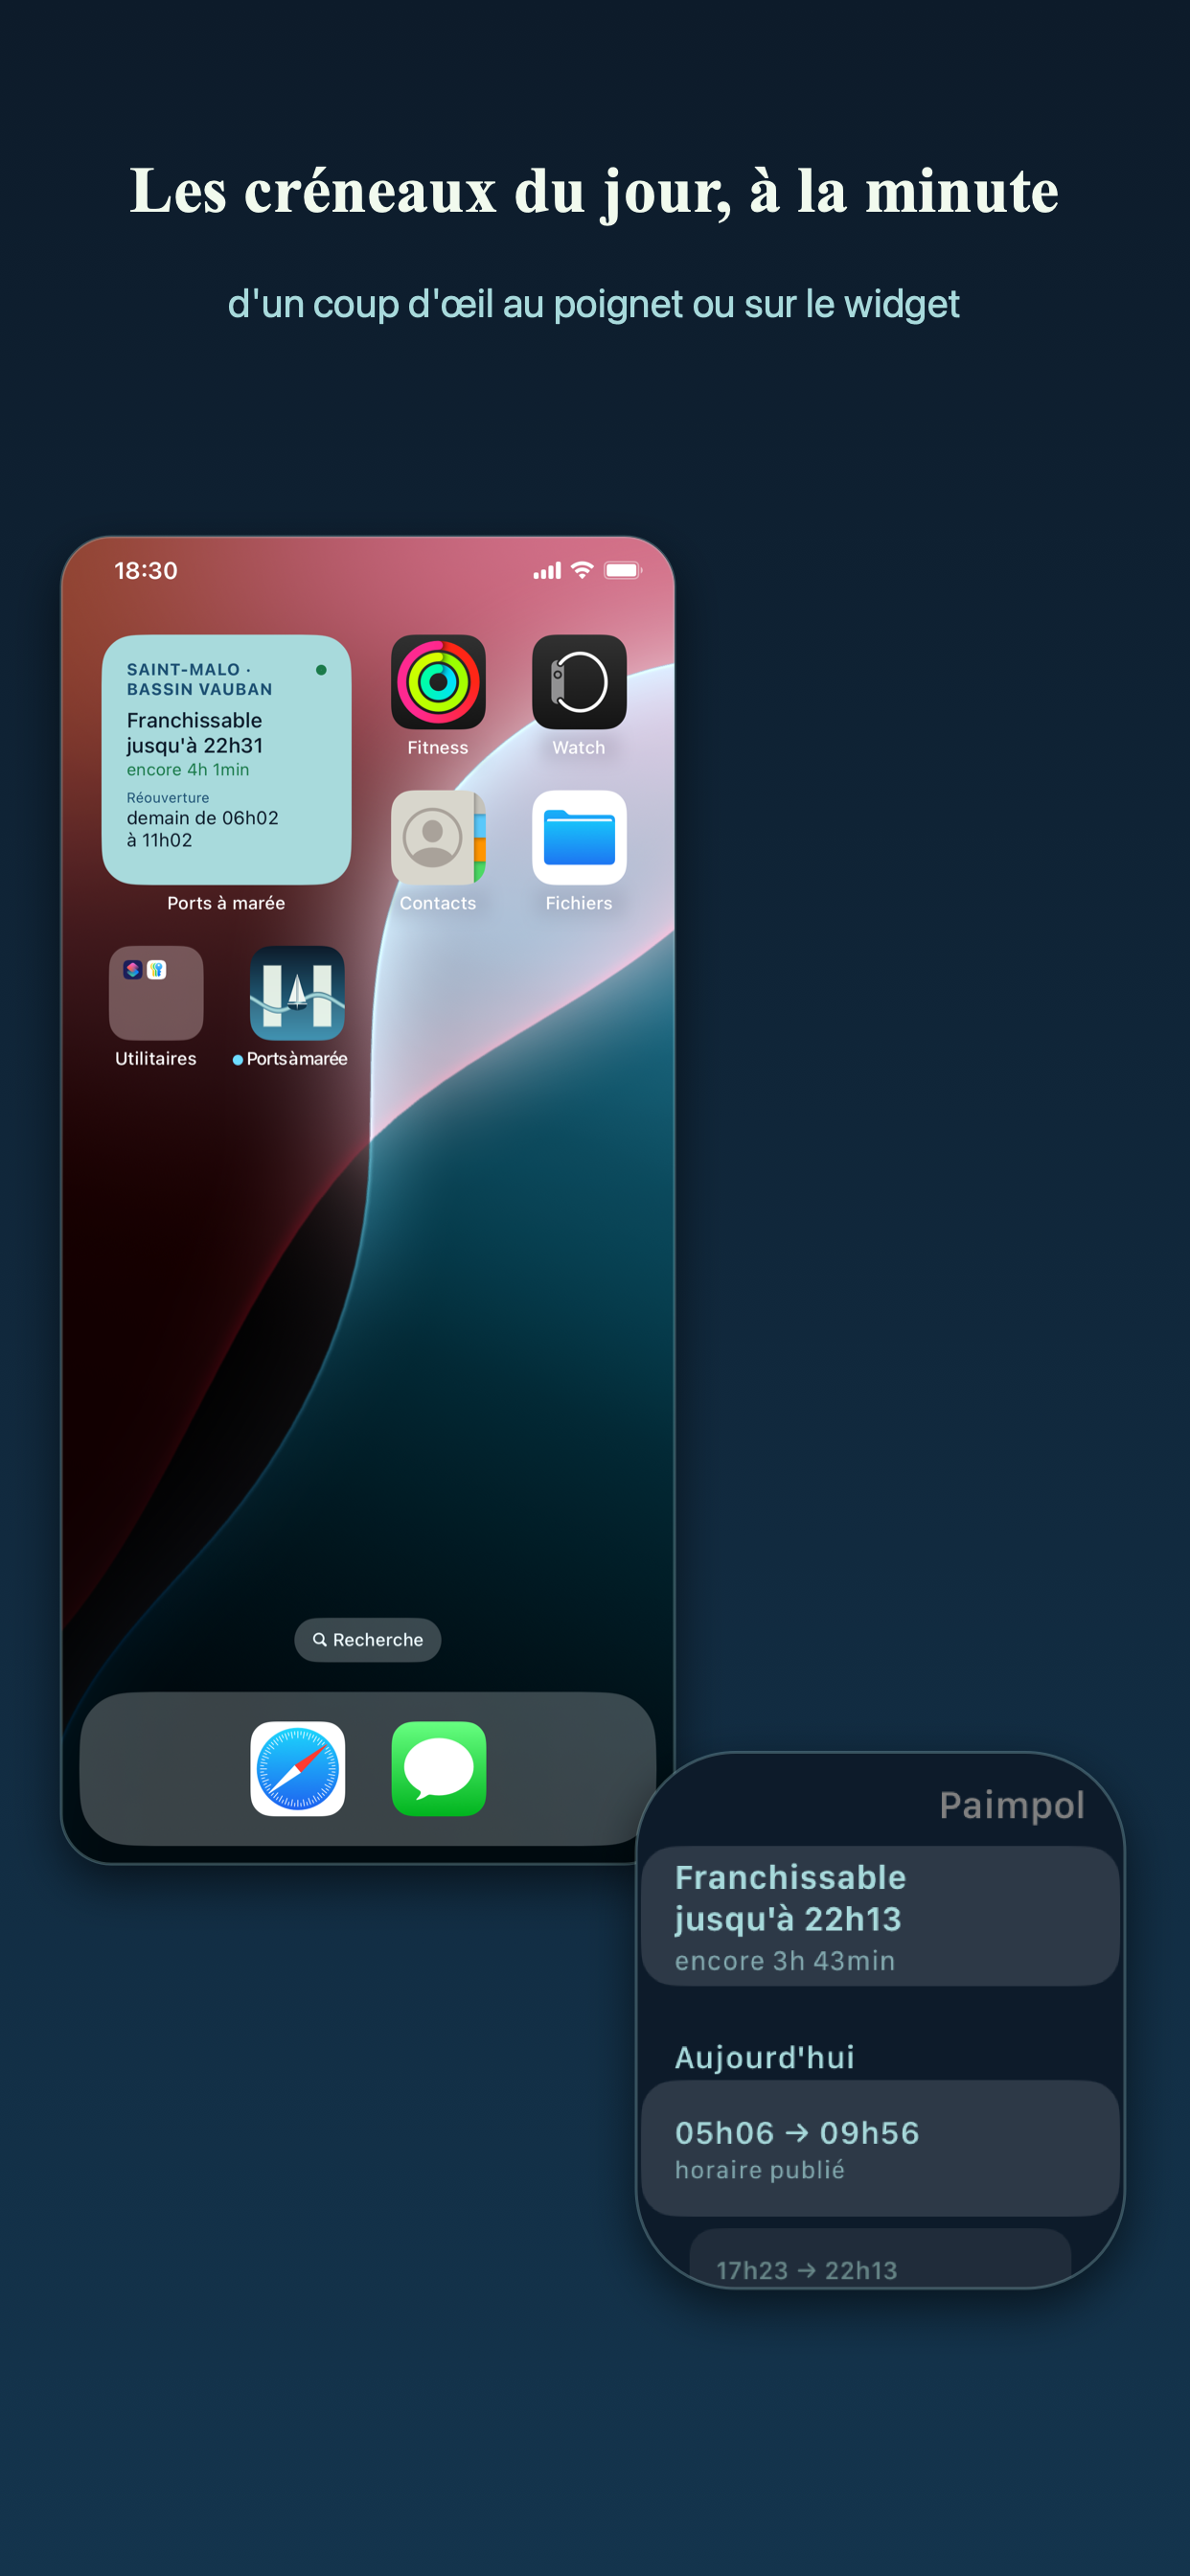 Les créneaux du jour, à la minute
d'un coup d'œil au poignet ou sur le widget
18:30
SAINT-MALO ·
BASSIN VAUBAN
Franchissable
jusqu'à 22h31
encore 4h 1min
Réouverture
demain de 06h02
à 11h02
Ports à marée
Fitness
Watch
Contacts
Fichiers
Utilitaires
Portsàmarée
Recherche
Paimpol
Franchissable
jusqu'à 22h13
encore 3h 43min
Aujourd'hui
05h06 → 09h56
horaire publié
17h23 → 22h13